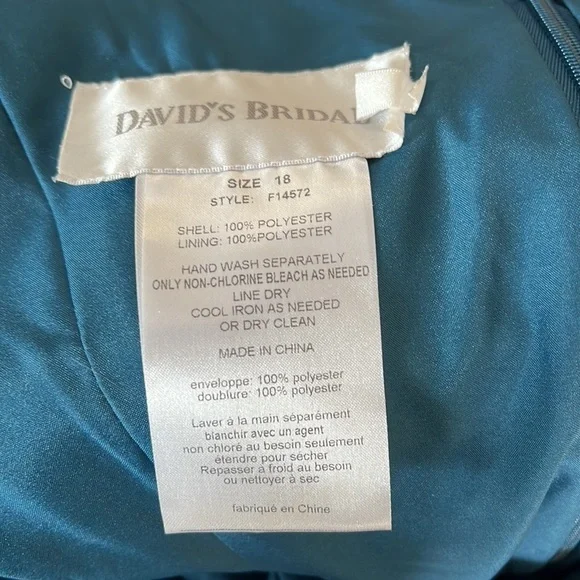 DAVID'S BRIDA
SIZE 18
STYLE: F14572
SHELL: 100% POLYESTER
LINING: 100%POLYESTER
HAND WASH SEPARATELY
ONLY NON-CHLORINE BLEACH AS NEEDED
LINE DRY
COOL IRON AS NEEDED
OR DRY CLEAN
MADE IN CHINA
enveloppe: 100% polyester
doublure: 100% polyester
Laver à la main séparément
blanchir avec un agent
non chloré au besoin seulement
étendre pour sécher
Repasser a froid au besoin
ou nettoyer à sec
fabriqué en Chine